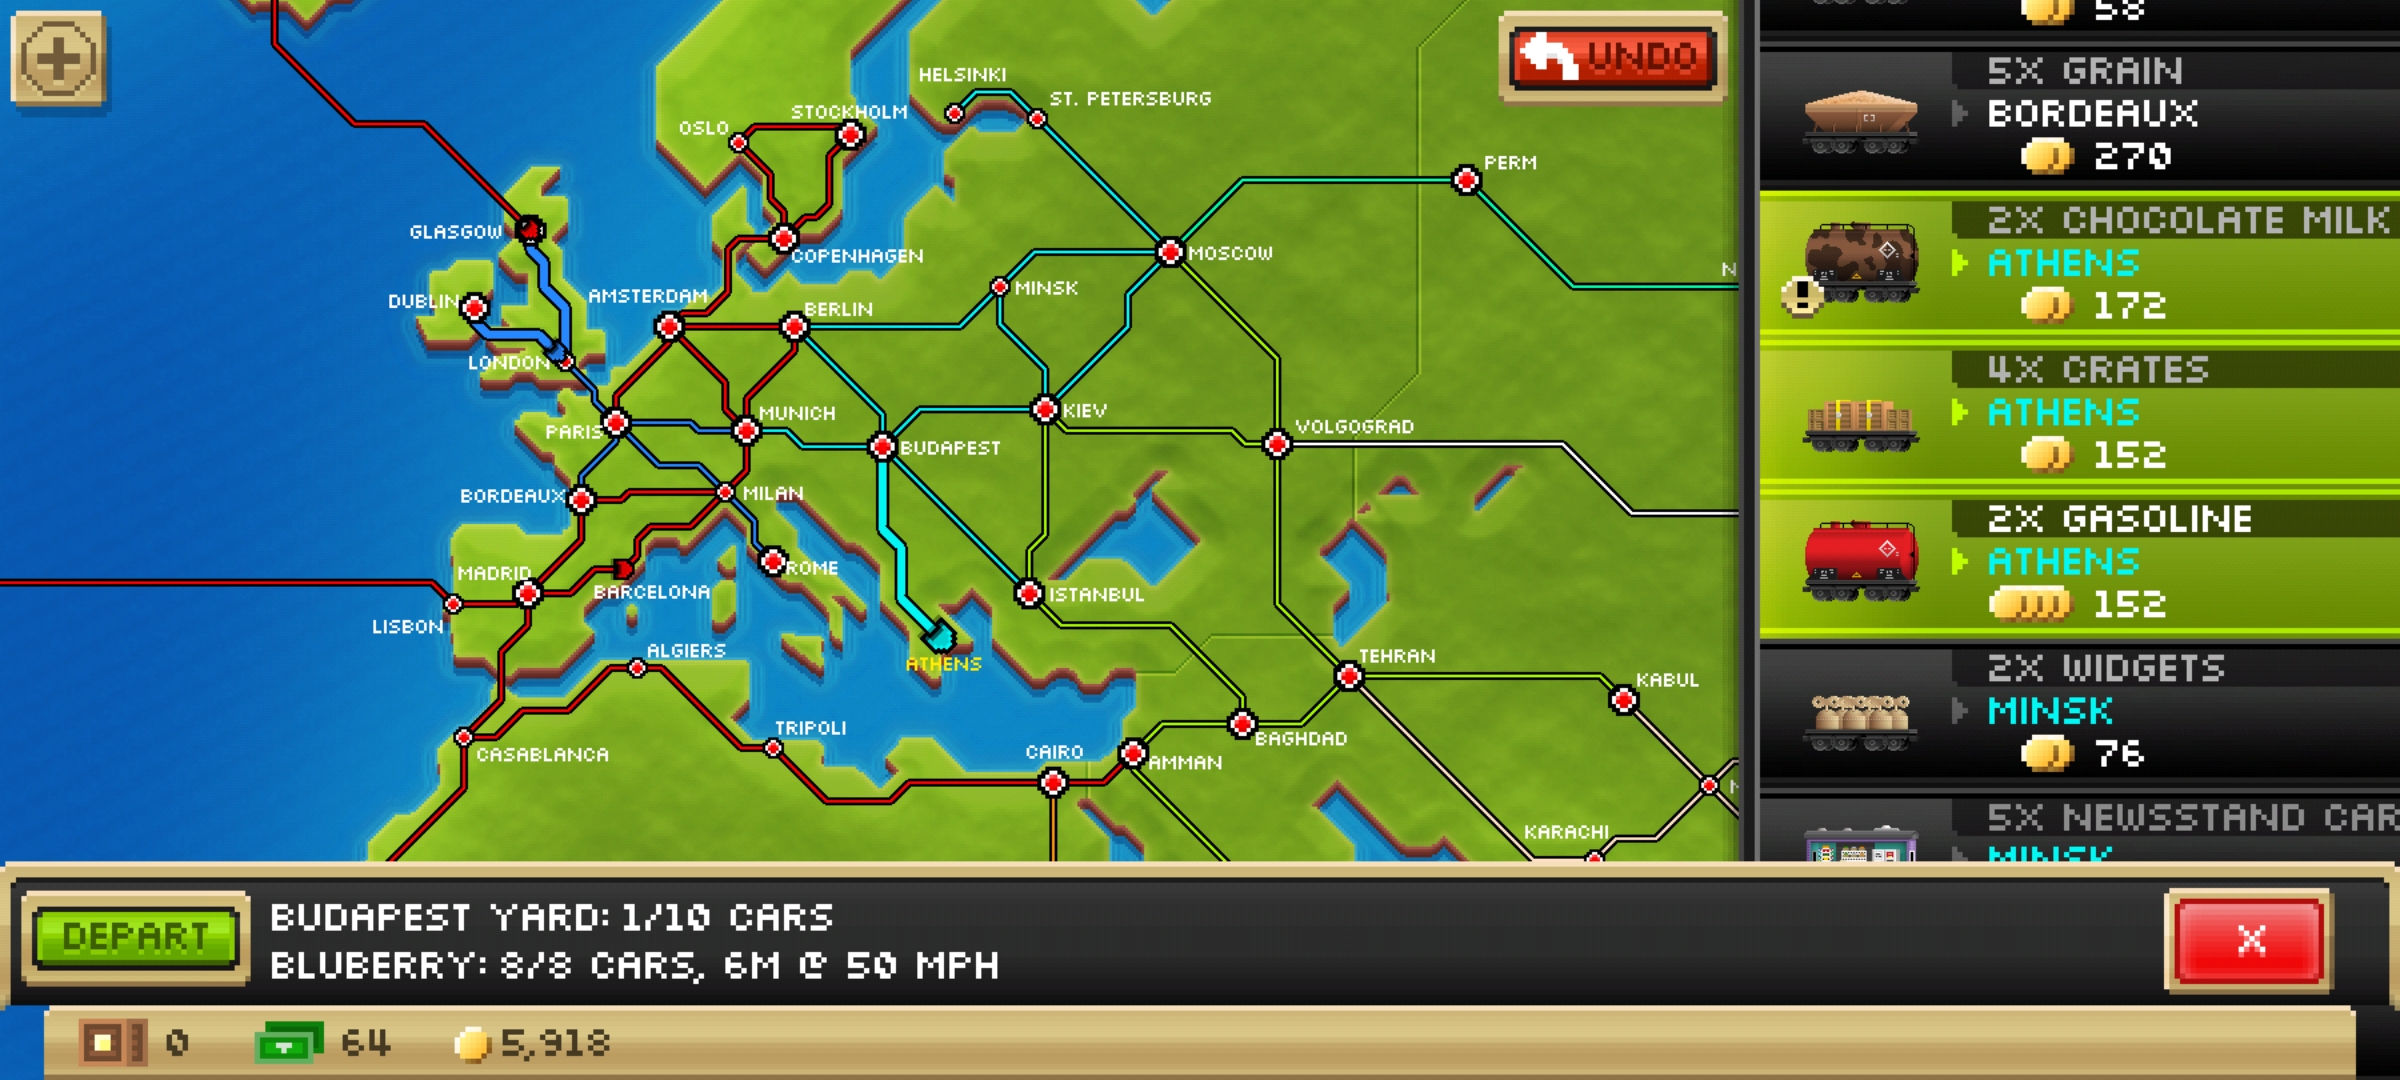 UNDO
HELSINKI
ST. PETERSBURG
STOCKHOLM
OSLO
PERM
GLASGOW
COPENHAGEN
MOSCOW
DUBLIN
AMSTERDAM
MINSK
BERLIN
LONDON
PARIS
MUNICH
KIEV
BUDAPEST
VOLGOGRAD
BORDEAUX
MILAN
MADRID
ROME
BARCELONA
ISTANBUL
LISBON
ALGIERS
ATHENS
TEHRAN
KABUL
CASABLANCA
TRIPOLI
CAIRO
AMMAN
BAGHDAD
KARACHI
N
N
58
5X GRAIN
BORDEAUX
270
2X CHOCOLATE MILK
ATHENS
172
4X CRATES
ATHENS
152
2X GASOLINE
ATHENS
152
2X WIDGETS
MINSK
76
5X NEWSSTAND CAR
MINSK
DEPART
BUDAPEST YARD: 1/10 CARS
BLUBERRY: 8/8 CARS, 6M @ 50 MPH
X
0
64
5,918